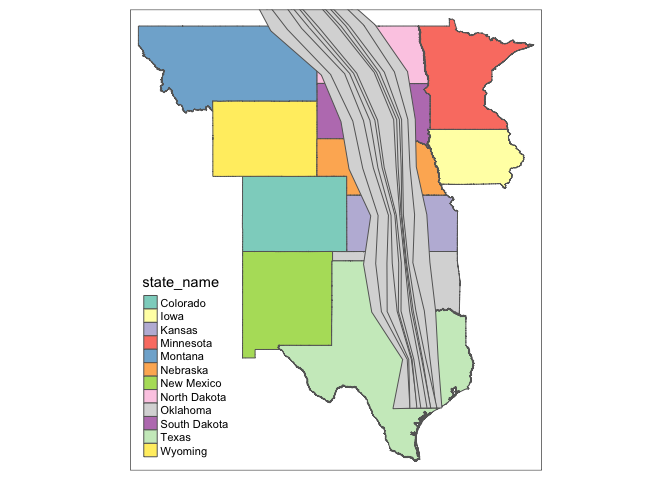 state_name
Colorado
Iowa
Kansas
Minnesota
Montana
Nebraska
New Mexico
North Dakota
Oklahoma
South Dakota
Texas
Wyoming